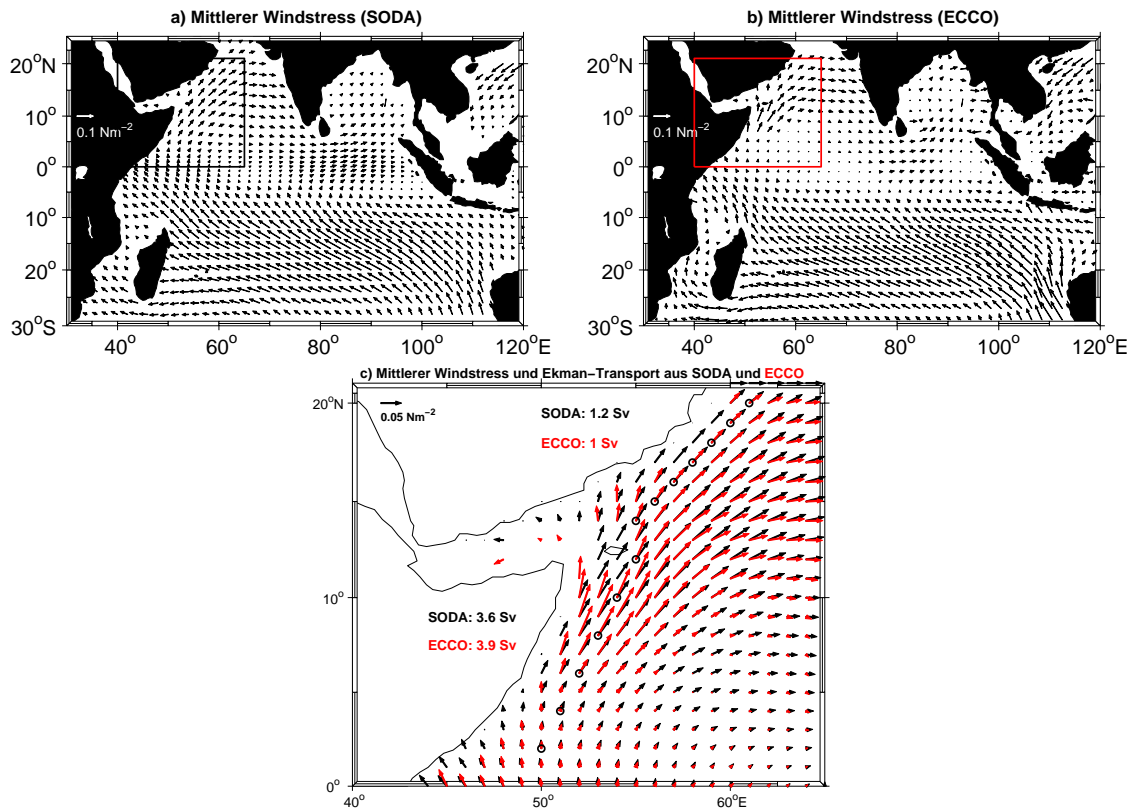 a) Mittlerer Windstress (SODA)
20°N
10°
0°
10°
20°
30°S
0.1 Nm⁻²
40°
60°
80°
100°
120°E
b) Mittlerer Windstress (ECCO)
20°N
10°
0°
10°
20°
30°S
0.1 Nm⁻²
40°
60°
80°
100°
120°E
c) Mittlerer Windstress und Ekman−Transport aus SODA und ECCO
20°N
10°
0°
0.05 Nm⁻²
SODA: 1.2 Sv
ECCO: 1 Sv
SODA: 3.6 Sv
ECCO: 3.9 Sv
40°
50°
60°E